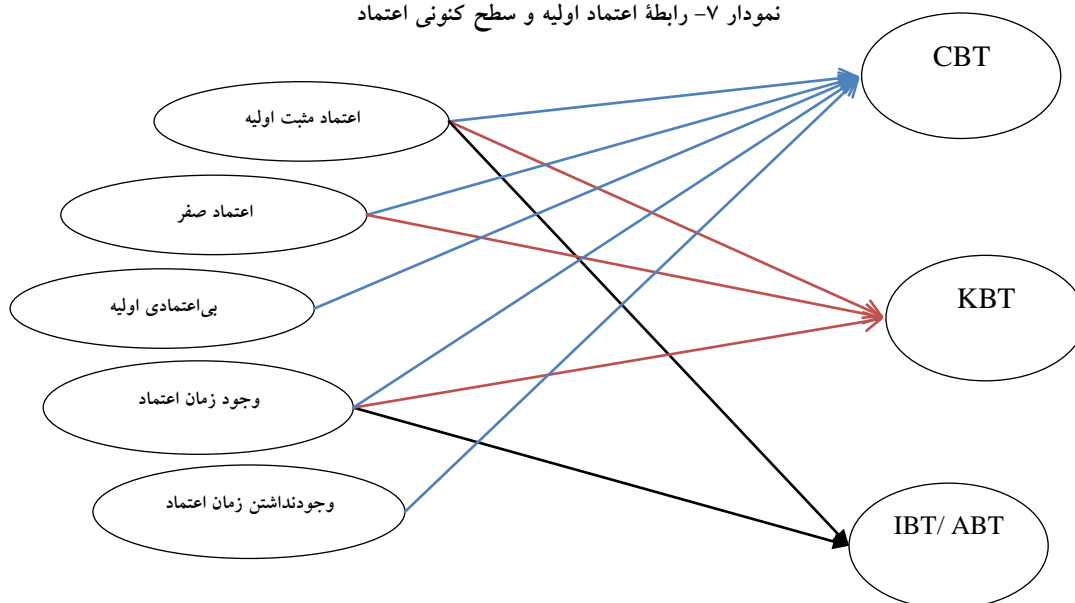 نمودار ۷- رابطۀ اعتماد اولیه و سطح کنونی اعتماد
CBT
اعتماد مثبت اولیه
اعتماد صفر
بی‌اعتمادی اولیه
KBT
وجود زمان اعتماد
وجودنداشتن زمان اعتماد
IBT/ ABT